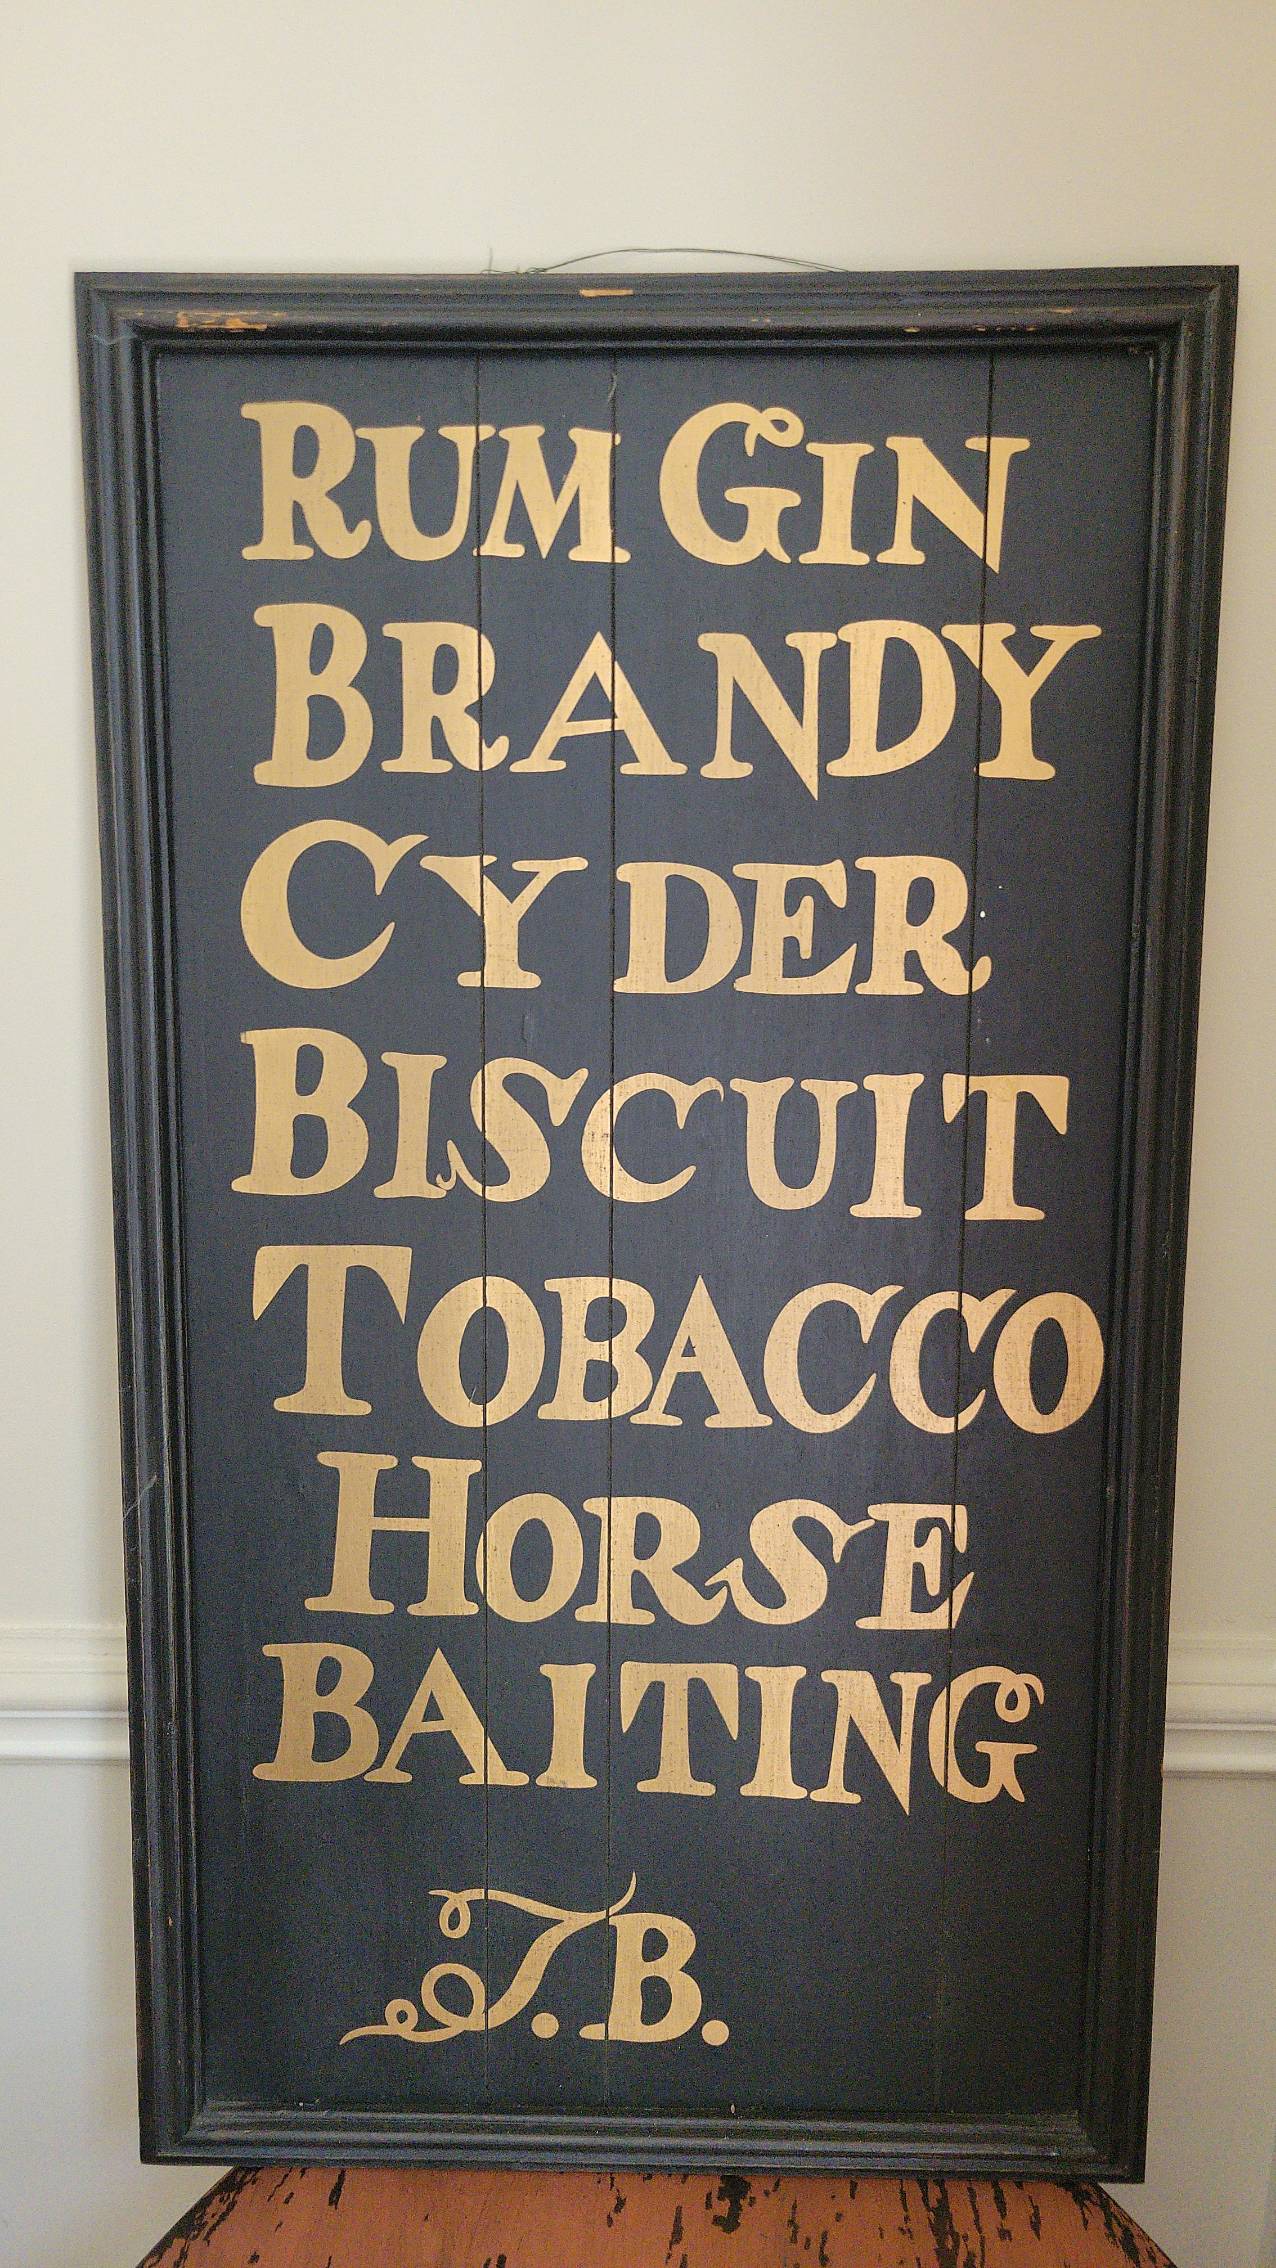 RUM GIN
BRANDY
CYDER
BISCUIT
TOBACCO
HORSE
BAITING
J.B.